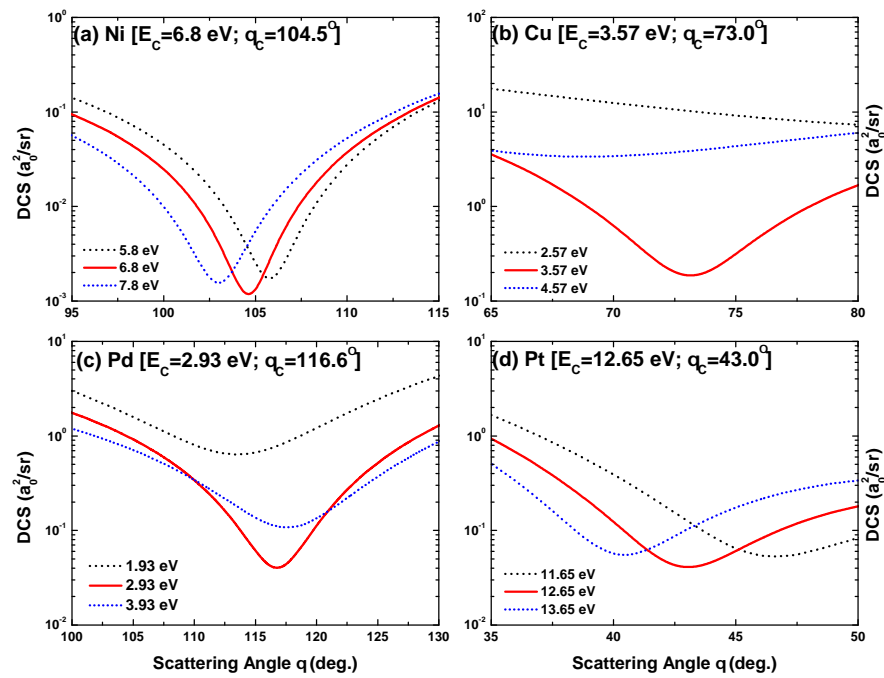 (a) Ni [E_C=6.8 eV; q_C=104.5^O]
10^0
10^-1
10^-2
10^-3
DCS (a_0^2/sr)
5.8 eV
6.8 eV
7.8 eV
95 100 105 110 115
(b) Cu [E_C=3.57 eV; q_C=73.0^O]
10^2
10^1
10^0
10^-1
DCS (a_0^2/sr)
2.57 eV
3.57 eV
4.57 eV
65 70 75 80
(c) Pd [E_C=2.93 eV; q_C=116.6^O]
10^1
10^0
10^-1
10^-2
DCS (a_0^2/sr)
1.93 eV
2.93 eV
3.93 eV
100 105 110 115 120 125 130
Scattering Angle q (deg.)
(d) Pt [E_C=12.65 eV; q_C=43.0^O]
10^1
10^0
10^-1
10^-2
DCS (a_0^2/sr)
11.65 eV
12.65 eV
13.65 eV
35 40 45 50
Scattering Angle q (deg.)